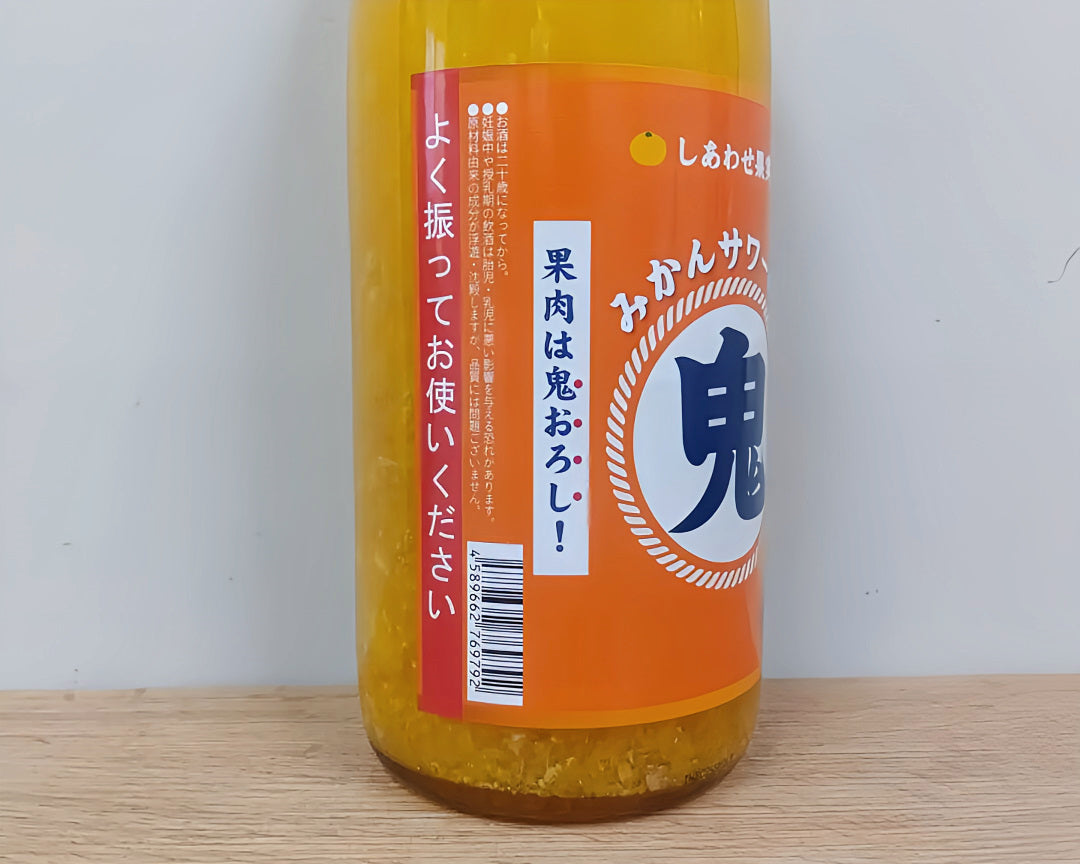 しあわせ果実
みかんサワー
鬼
果肉は鬼おろし！
●お酒は二十歳になってから。
●妊娠中や授乳期の飲酒は胎児・乳児に悪い影響を与える恐れがあります。
●原材料由来の成分が浮遊・沈殿しますが、品質には問題ございません。
よく振ってお使いください
4 589662 769792